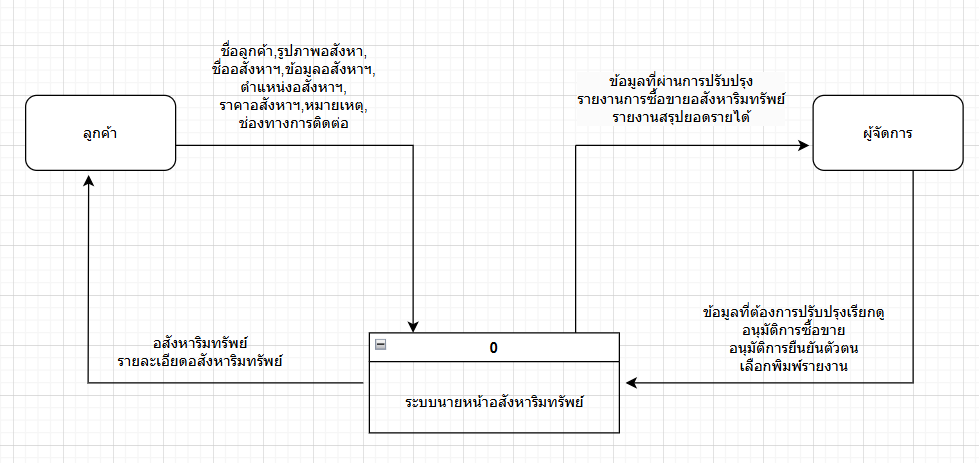 ชื่อลูกค้า,รูปภาพอสังหา,
ชื่ออสังหาฯ,ข้อมูลอสังหาฯ,
ตำแหน่งอสังหาฯ,
ราคาอสังหาฯ,หมายเหตุ,
ช่องทางการติดต่อ
ข้อมูลที่ผ่านการปรับปรุง
รายงานการซื้อขายอสังหาริมทรัพย์
รายงานสรุปยอดรายได้
ลูกค้า
ผู้จัดการ
ข้อมูลที่ต้องการปรับปรุงเรียกดู
อนุมัติการซื้อขาย
อนุมัติการยืนยันตัวตน
เลือกพิมพ์รายงาน
อสังหาริมทรัพย์
รายละเอียดอสังหาริมทรัพย์
0
ระบบนายหน้าอสังหาริมทรัพย์